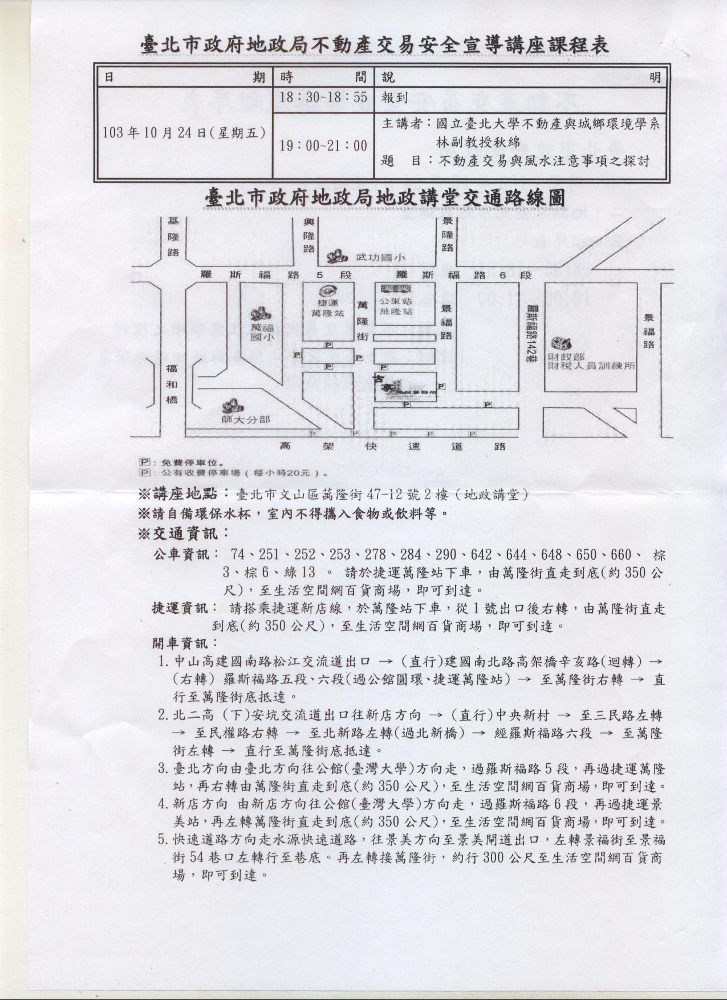 臺北市政府地政局不動產交易安全宣導講座課程表
日期 時間 說明
18：30~18：55 報到
103年10月24日(星期五)
19：00~21：00
主講者：國立臺北大學不動產與城鄉環境學系
林副教授秋綿
題　目：不動產交易與風水注意事項之探討
臺北市政府地政局地政講堂交通路線圖
基隆路
興隆路
景隆路
武功國小
羅斯福路5段
羅斯福路6段
捷運
萬隆站
公車站
萬隆站
萬福
國小
萬隆街
景福路
羅斯福路142巷
景福路
財政部
財稅人員訓練所
福和橋
古亭
地政事務所
師大分部
高架快速道路
P：免費停車位。
P：公有收費停車場(每小時20元)。
※講座地點：臺北市文山區萬隆街47-12號2樓（地政講堂）
※請自備環保水杯，室內不得攜入食物或飲料等。
※交通資訊：
公車資訊： 74、251、252、253、278、284、290、642、644、648、650、660、 棕
3、棕6、綠13 。 請於捷運萬隆站下車，由萬隆街直走到底(約350公
尺)，至生活空間網百貨商場，即可到達。
捷運資訊： 請搭乘捷運新店線，於萬隆站下車，從1號出口後右轉，由萬隆街直走
到底(約350公尺)，至生活空間網百貨商場，即可到達。
開車資訊：
1. 中山高建國南路松江交流道出口 → (直行)建國南北路高架橋辛亥路(迴轉) →
(右轉) 羅斯福路五段、六段(過公館圓環、捷運萬隆站) → 至萬隆街右轉 → 直
行至萬隆街底抵達。
2. 北二高 (下)安坑交流道出口往新店方向 → (直行)中央新村 → 至三民路左轉
→ 至民權路右轉 → 至北新路左轉(過北新橋) → 經羅斯福路六段 → 至萬隆
街左轉 → 直行至萬隆街底抵達。
3. 臺北方向由臺北方向往公館(臺灣大學)方向走，過羅斯福路5段，再過捷運萬隆
站，再右轉由萬隆街直走到底(約350公尺)，至生活空間網百貨商場，即可到達。
4. 新店方向 由新店方向往公館(臺灣大學)方向走，過羅斯福路6段，再過捷運景
美站，再左轉萬隆街直走到底(約350公尺)，至生活空間網百貨商場，即可到達。
5. 快速道路方向走水源快速道路，往景美方向至景美閘道出口，左轉景福街至景福
街54巷口左轉行至巷底。再左轉接萬隆街，約行300公尺至生活空間網百貨商
場，即可到達。